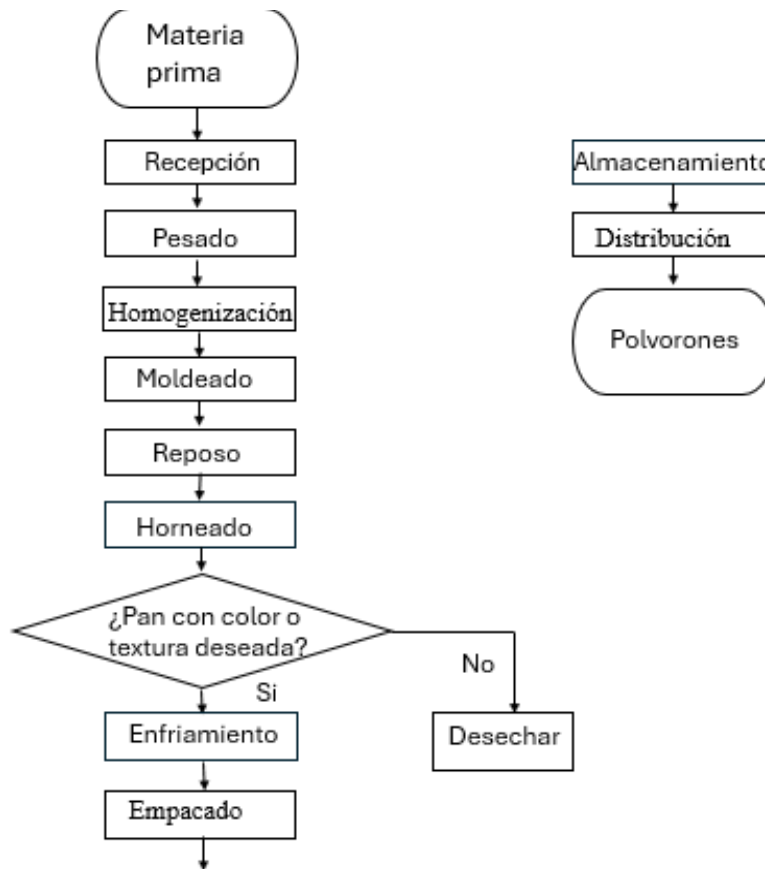 Materia
prima
Recepción
Pesado
Homogenización
Moldeado
Reposo
Horneado
¿Pan con color o
textura deseada?
No
Si
Enfriamiento
Desechar
Empacado
Almacenamiento
Distribución
Polvorones